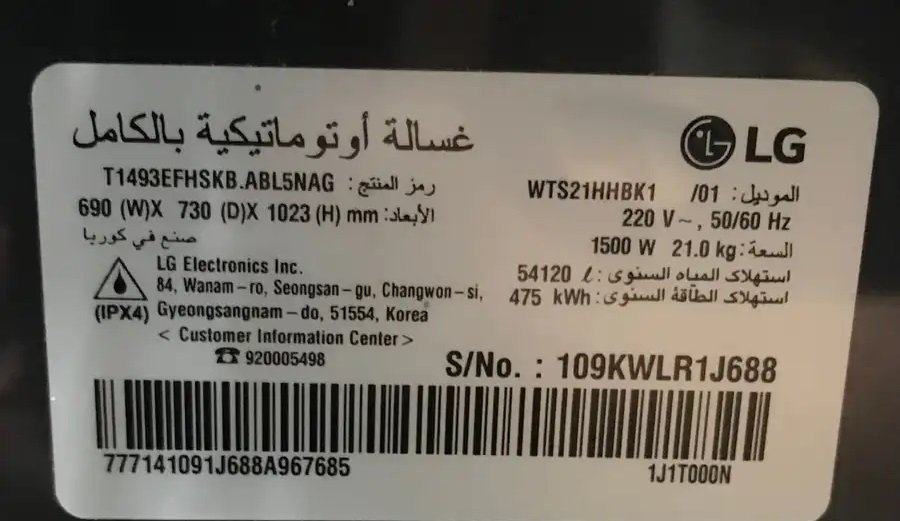 غسالة أوتوماتيكية بالكامل
LG
رمز المنتج: T1493EFHSKB.ABL5NAG
الأبعاد: 690 (W)X 730 (D)X 1023 (H) mm
صنع في كوريا
الموديل: WTS21HHBK1 /01
220 V~, 50/60 Hz
السعة: 21.0 kg 1500 W
استهلاك المياه السنوى: 54120 ℓ
استهلاك الطاقة السنوى: 475 kWh
(IPX4)
LG Electronics Inc.
84, Wanam-ro, Seongsan-gu, Changwon-si,
Gyeongsangnam-do, 51554, Korea
< Customer Information Center >
☎ 920005498
S/No. : 109KWLR1J688
777141091J688A967685
1J1T000N